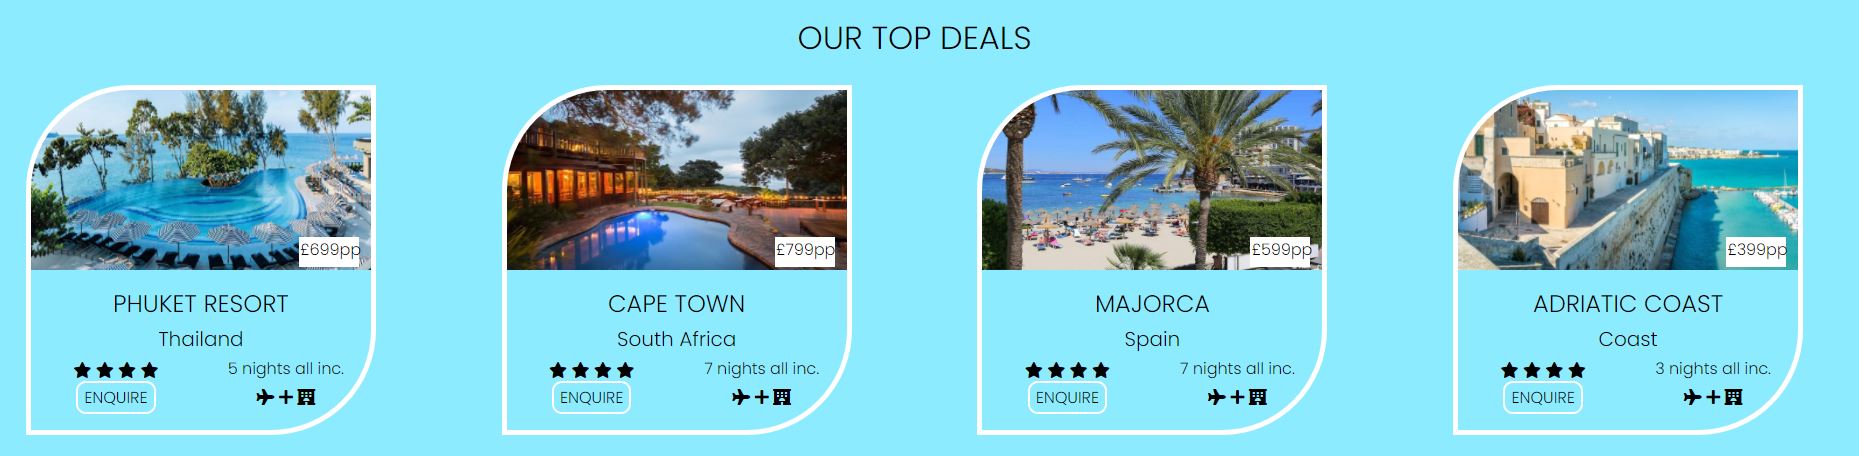 OUR TOP DEALS
£699pp
PHUKET RESORT
Thailand
5 nights all inc.
ENQUIRE
£799pp
CAPE TOWN
South Africa
7 nights all inc.
ENQUIRE
£599pp
MAJORCA
Spain
7 nights all inc.
ENQUIRE
£399pp
ADRIATIC COAST
Coast
3 nights all inc.
ENQUIRE